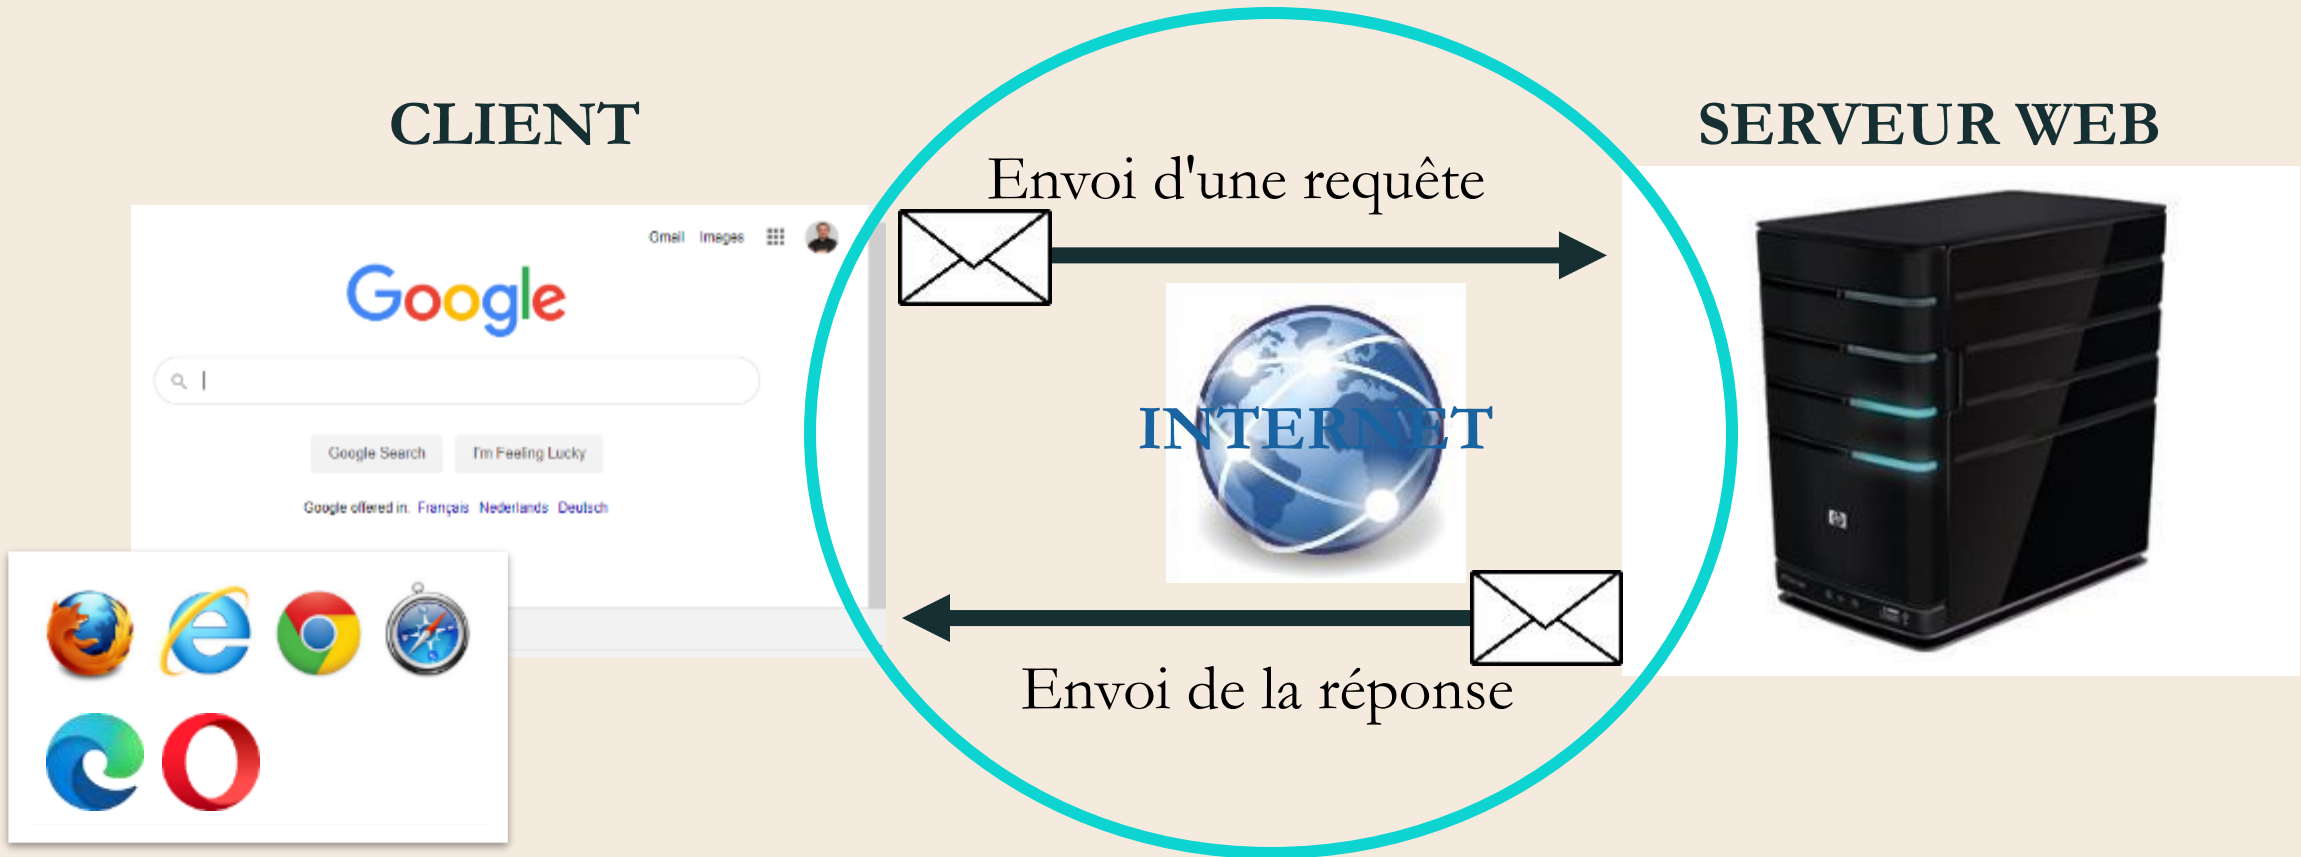 CLIENT
SERVEUR WEB
Envoi d'une requête
Gmail Images
Google
Google Search I'm Feeling Lucky
Google offered in: Français Nederlands Deutsch
INTERNET
Envoi de la réponse
hp